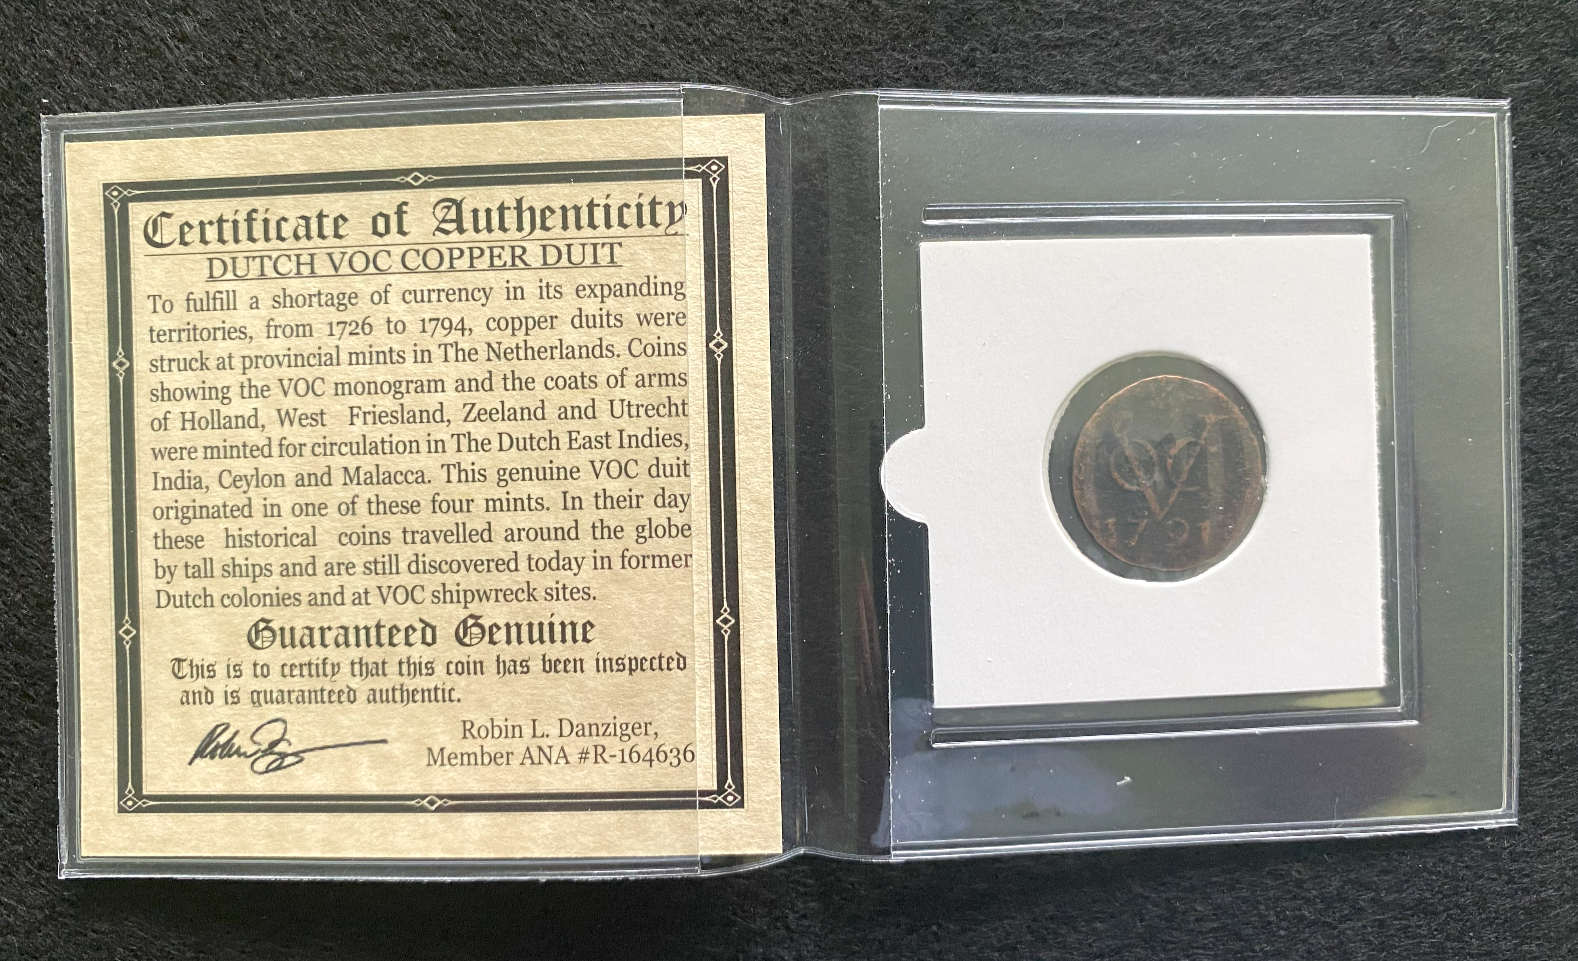 Certificate of Authenticity
DUTCH VOC COPPER DUIT
To fulfill a shortage of currency in its expanding
territories, from 1726 to 1794, copper duits were
struck at provincial mints in The Netherlands. Coins
showing the VOC monogram and the coats of arms
of Holland, West Friesland, Zeeland and Utrecht
were minted for circulation in The Dutch East Indies,
India, Ceylon and Malacca. This genuine VOC duit
originated in one of these four mints. In their day
these historical coins travelled around the globe
by tall ships and are still discovered today in former
Dutch colonies and at VOC shipwreck sites.
Guaranteed Genuine
This is to certify that this coin has been inspected
and is guaranteed authentic.
Robin L. Danziger,
Member ANA #R-164636
VOC
1791